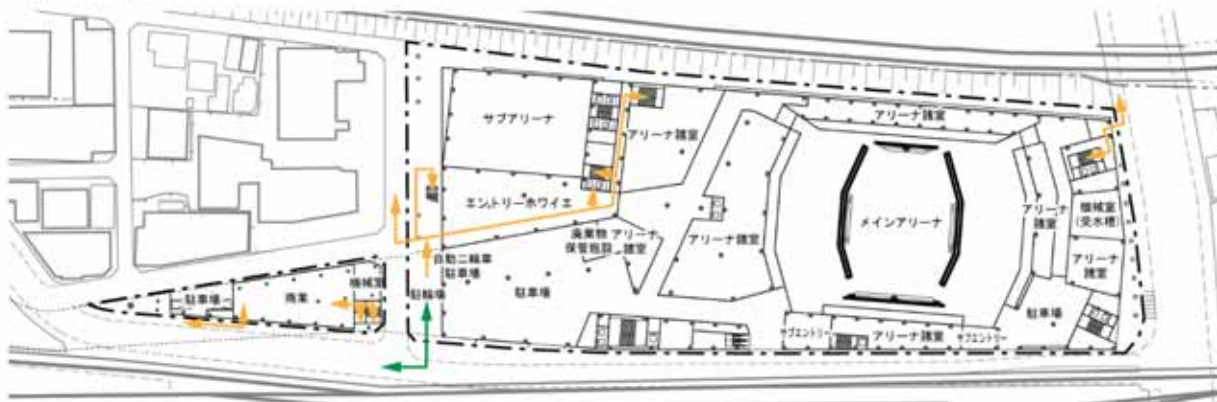 アリーナ諸室
サブアリーナ
アリーナ諸室
エントリーホワイエ
廃棄物
保管施設
アリーナ
諸室
アリーナ諸室
メインアリーナ
アリーナ
諸室
機械室
(受水槽)
アリーナ
諸室
自動二輪車
駐車場
駐輪場
駐車場
機械室
商業
駐車場
駐車場
サブエントリー
アリーナ諸室
サブエントリー